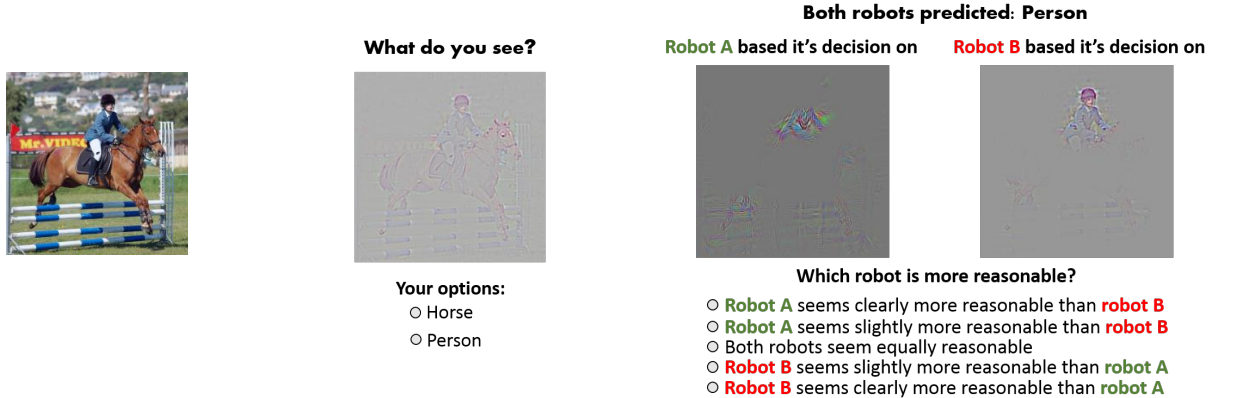 Both robots predicted: Person
What do you see?
Robot A based it's decision on
Robot B based it's decision on
Mr.VIDEO
Which robot is more reasonable?
Your options:
Horse
Person
Robot A seems clearly more reasonable than robot B
Robot A seems slightly more reasonable than robot B
Both robots seem equally reasonable
Robot B seems slightly more reasonable than robot A
Robot B seems clearly more reasonable than robot A